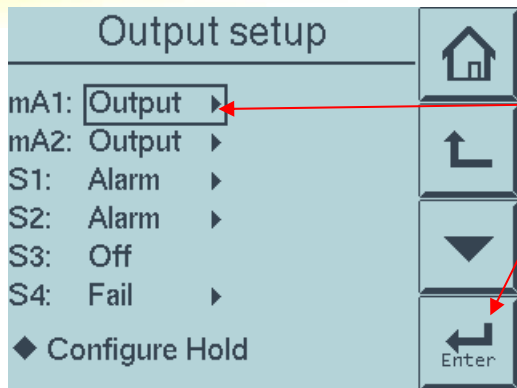 Output setup
mA1: Output
mA2: Output
S1: Alarm
S2: Alarm
S3: Off
S4: Fail
Configure Hold
Enter